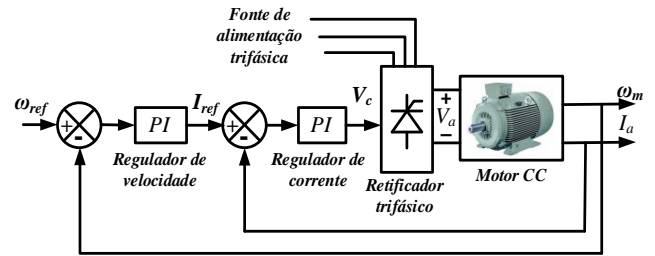 Fonte de
alimentação
trifásica
ω_ref
+
-
PI
Regulador de
velocidade
I_ref
+
-
PI
Regulador de
corrente
V_c
Retificador
trifásico
+
V_a
−
Motor CC
ω_m
I_a